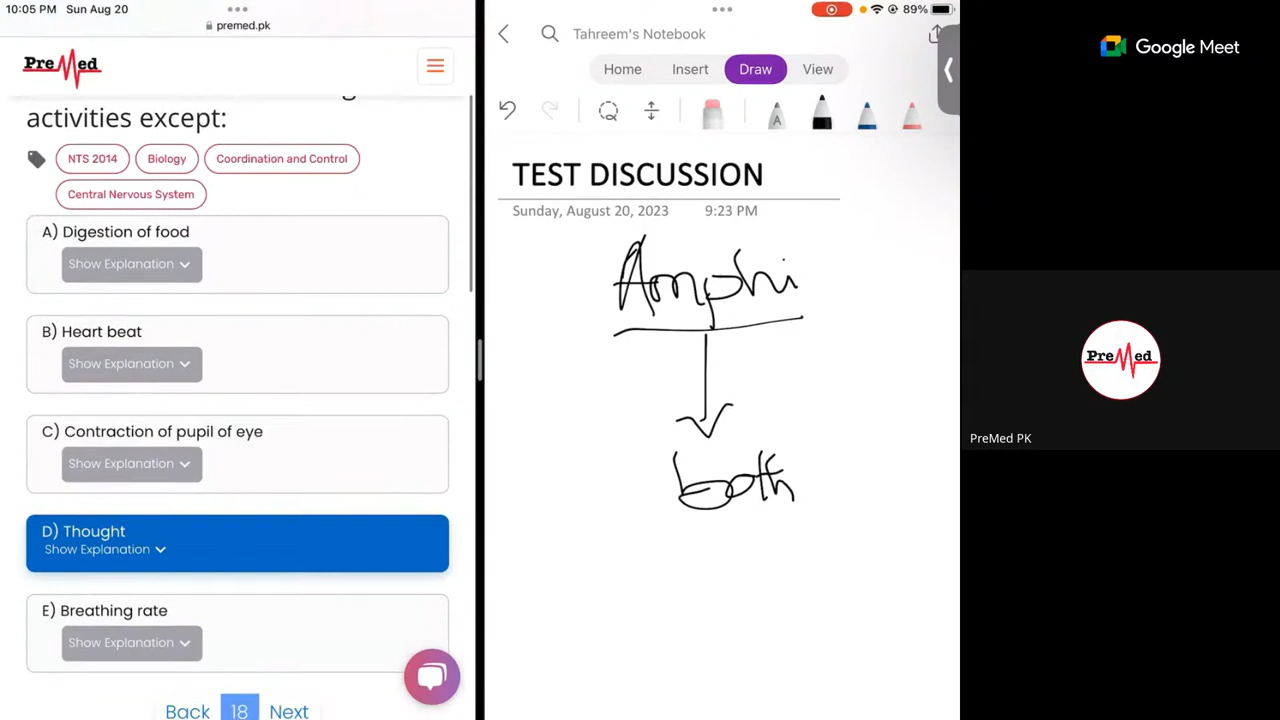 10:05 PM Sun Aug 20
premed.pk
PreMed
activities except:
NTS 2014
Biology
Coordination and Control
Central Nervous System
A) Digestion of food
Show Explanation
B) Heart beat
Show Explanation
C) Contraction of pupil of eye
Show Explanation
D) Thought
Show Explanation
E) Breathing rate
Show Explanation
Back 18 Next
89%
Tahreem's Notebook
Home Insert Draw View
A
TEST DISCUSSION
Sunday, August 20, 2023 9:23 PM
Amphi
both
Google Meet
PreMed
PreMed PK